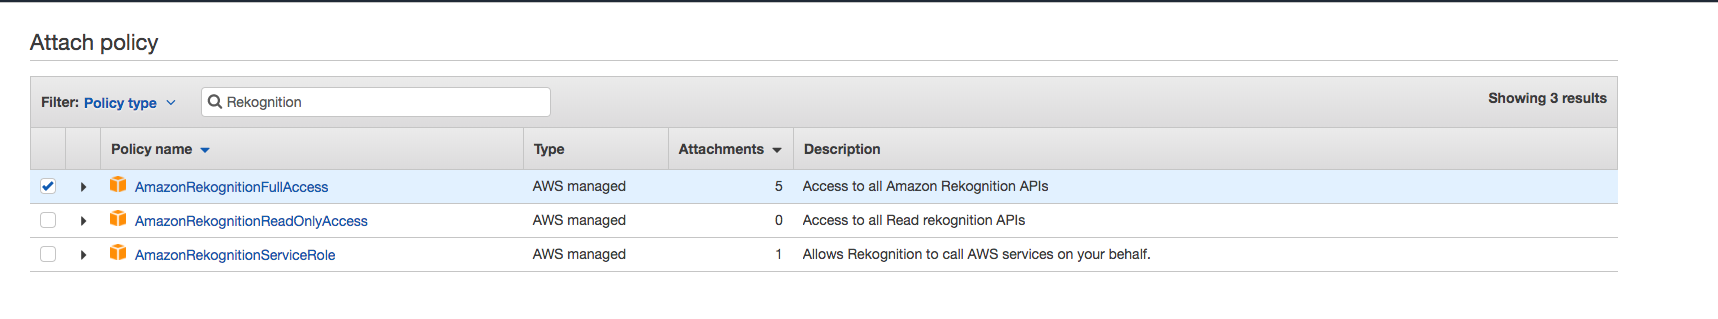 Attach policy
Filter: Policy type Rekognition Showing 3 results
Policy name Type Attachments Description
AmazonRekognitionFullAccess AWS managed 5 Access to all Amazon Rekognition APIs
AmazonRekognitionReadOnlyAccess AWS managed 0 Access to all Read rekognition APIs
AmazonRekognitionServiceRole AWS managed 1 Allows Rekognition to call AWS services on your behalf.